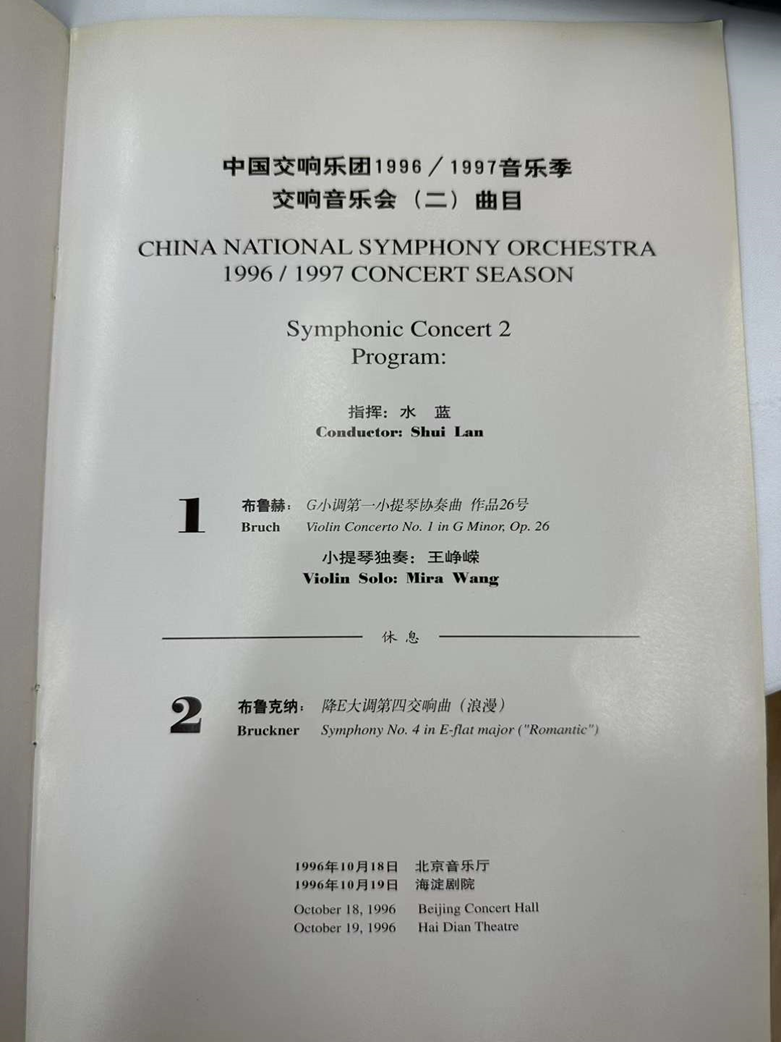 中国交响乐团1996／1997音乐季
交响音乐会（二）曲目
CHINA NATIONAL SYMPHONY ORCHESTRA
1996 / 1997 CONCERT SEASON
Symphonic Concert 2
Program:
指挥：水 蓝
Conductor: Shui Lan
1 布鲁赫： G小调第一小提琴协奏曲 作品26号
Bruch Violin Concerto No. 1 in G Minor, Op. 26
小提琴独奏：王峥嵘
Violin Solo: Mira Wang
休 息
2 布鲁克纳： 降E大调第四交响曲（浪漫）
Bruckner Symphony No. 4 in E-flat major ("Romantic")
1996年10月18日 北京音乐厅
1996年10月19日 海淀剧院
October 18, 1996 Beijing Concert Hall
October 19, 1996 Hai Dian Theatre